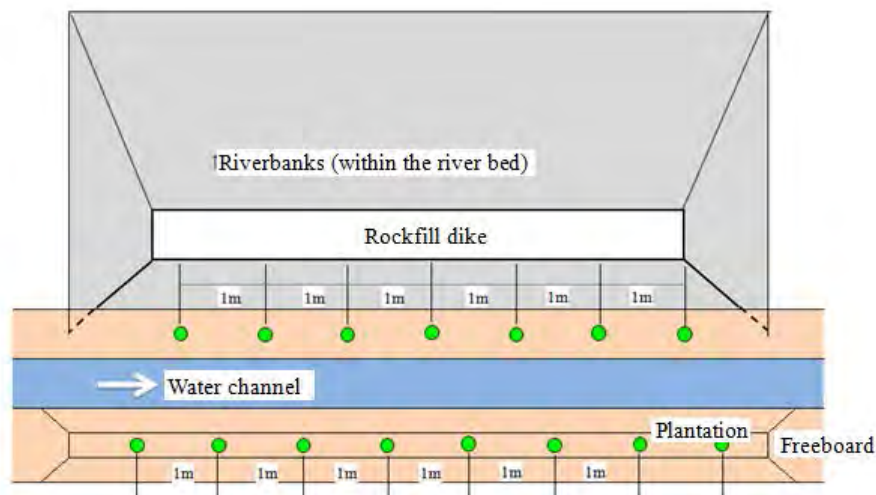 ↑Riverbanks (within the river bed)
Rockfill dike
1m 1m 1m 1m 1m 1m
Water channel
Plantation
Freeboard
1m 1m 1m 1m 1m 1m